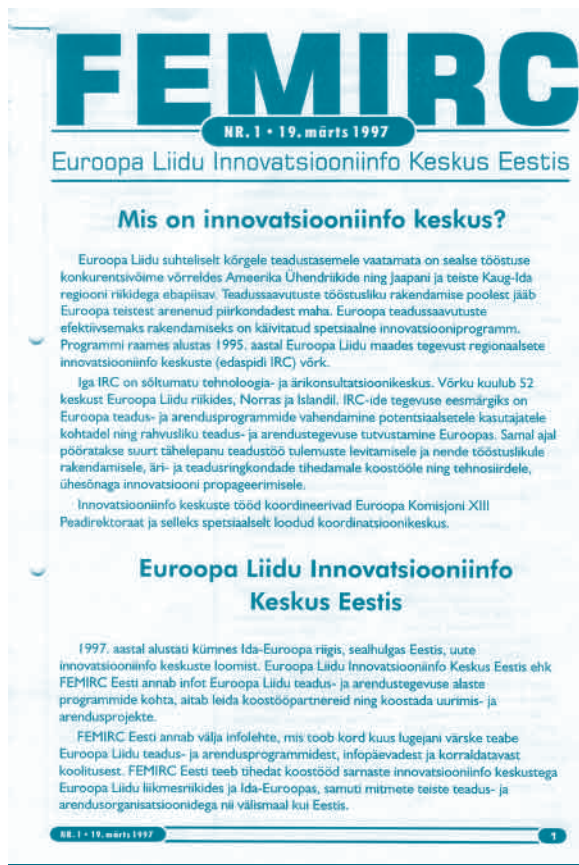 FEMIRC
NR. 1 • 19. märts 1997
Euroopa Liidu Innovatsiooniinfo Keskus Eestis
Mis on innovatsiooniinfo keskus?
Euroopa Liidu suhteliselt kõrgele teadustasemele vaatamata on sealse tööstuse
konkurentsivõime võrreldes Ameerika Ühendriikide ning Jaapani ja teiste Kaug-Ida
regiooni riikidega ebapiisav. Teadussaavutuste tööstusliku rakendamise poolest jääb
Euroopa teistest arenenud piirkondadest maha. Euroopa teadussaavutuste
efektiivsemaks rakendamiseks on käivitatud spetsiaalne innovatsiooniprogramm.
Programmi raames alustas 1995. aastal Euroopa Liidu maades tegevust regionaalsete
innovatsiooniinfo keskuste (edaspidi IRC) võrk.
Iga IRC on sõltumatu tehnoloogia- ja ärikonsultatsioonikeskus. Võrku kuulub 52
keskust Euroopa Liidu riikides, Norras ja Islandil. IRC-ide tegevuse eesmärgiks on
Euroopa teadus- ja arendusprogrammide vahendamine potentsiaalsetele kasutajatele
kohtadel ning rahvusliku teadus- ja arendustegevuse tutvustamine Euroopas. Samal ajal
pööratakse suurt tähelepanu teadustöö tulemuste levitamisele ja nende tööstuslikule
rakendamisele, äri- ja teadusringkondade tihedamale koostööle ning tehnosiirdele,
ühesõnaga innovatsiooni propageerimisele.
Innovatsiooniinfo keskuste tööd koordineerivad Euroopa Komisjoni XIII
Peadirektoraat ja selleks spetsiaalselt loodud koordinatsioonikeskus.
Euroopa Liidu Innovatsiooniinfo
Keskus Eestis
1997. aastal alustati kümnes Ida-Euroopa riigis, sealhulgas Eestis, uute
innovatsiooniinfo keskuste loomist. Euroopa Liidu Innovatsiooniinfo Keskus Eestis ehk
FEMIRC Eesti annab infot Euroopa Liidu teadus- ja arendustegevuse alaste
programmide kohta, aitab leida koostööpartnereid ning koostada uurimis- ja
arendusprojekte.
FEMIRC Eesti annab välja infolehte, mis toob kord kuus lugejani värske teabe
Euroopa Liidu teadus- ja arendusprogrammidest, infopäevadest ja korraldatavast
koolitusest. FEMIRC Eesti teeb tihedat koostööd sarnaste innovatsiooniinfo keskustega
Euroopa Liidu liikmesriikides ja Ida-Euroopas, samuti mitmete teiste teadus- ja
arendusorganisatsioonidega nii välismaal kui Eestis.
NR. 1 • 19. märts 1997
1